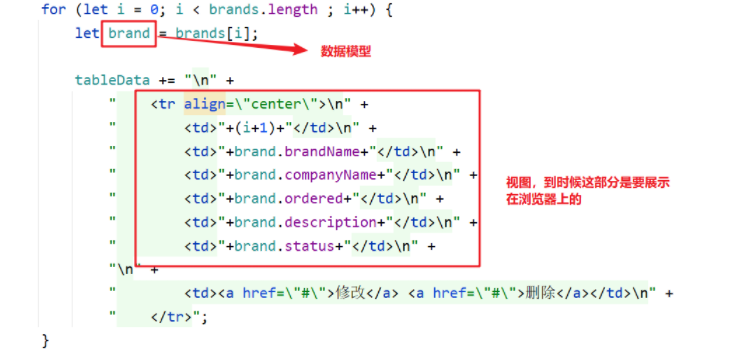 for (let i = 0; i < brands.length ; i++) {
let brand = brands[i];
数据模型
tableData += "\n" +
"    <tr align=\"center\">\n" +
"        <td>"+(i+1)+"</td>\n" +
"        <td>"+brand.brandName+"</td>\n" +
"        <td>"+brand.companyName+"</td>\n" +
"        <td>"+brand.ordered+"</td>\n" +
"        <td>"+brand.description+"</td>\n" +
"        <td>"+brand.status+"</td>\n" +
视图，到时候这部分是要展示
在浏览器上的
"\n" +
"        <td><a href=\"#\">修改</a> <a href=\"#\">删除</a></td>\n" +
"    </tr>";
}